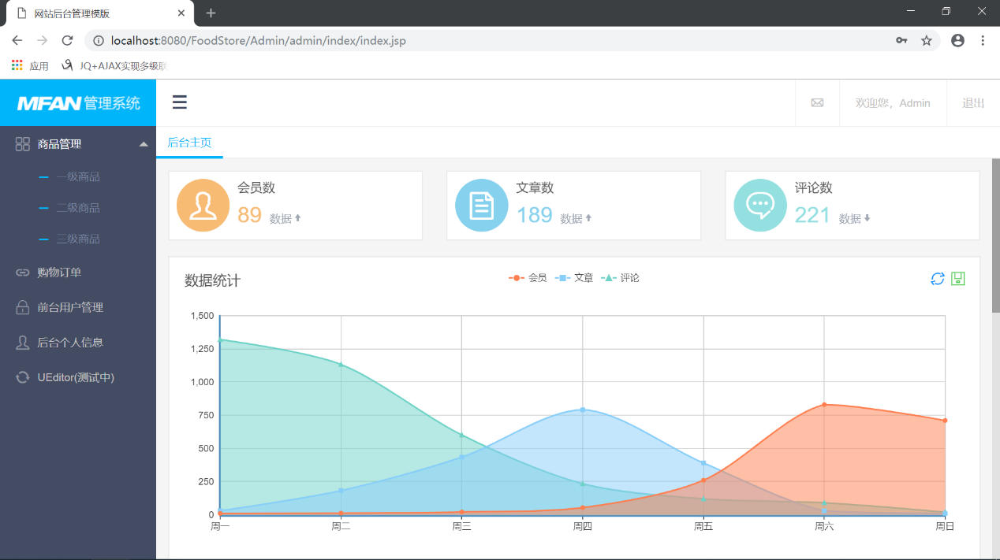 网站后台管理模版
localhost:8080/FoodStore/Admin/admin/index/index.jsp
应用 JQ+AJAX实现多级联
MFAN管理系统
欢迎您，Admin
退出
商品管理
一级商品
二级商品
三级商品
购物订单
前台用户管理
后台个人信息
UEditor(测试中)
后台主页
会员数
89 数据
文章数
189 数据
评论数
221 数据
数据统计
会员 文章 评论
1,500
1,250
1,000
750
500
250
0
周一 周二 周三 周四 周五 周六 周日